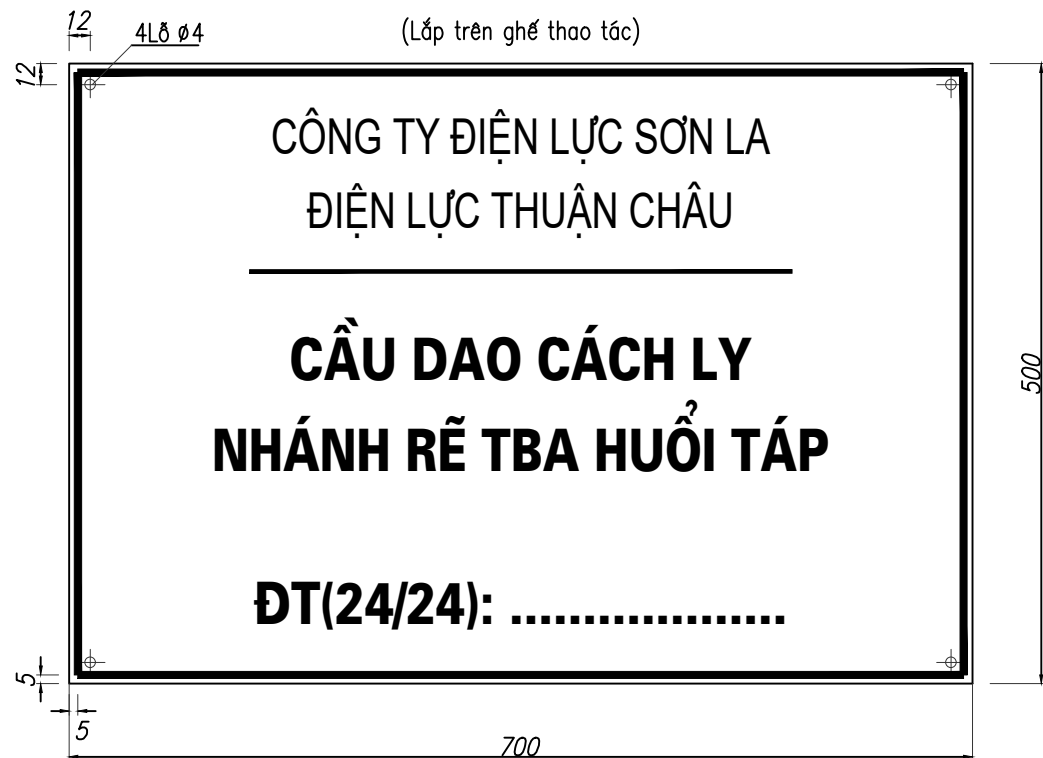 12
4Lỗ ø4
(Lắp trên ghế thao tác)
12
CÔNG TY ĐIỆN LỰC SƠN LA
ĐIỆN LỰC THUẬN CHÂU
CẦU DAO CÁCH LY
500
NHÁNH RẼ TBA HUỔI TÁP
ĐT(24/24): ...................
5
5
700